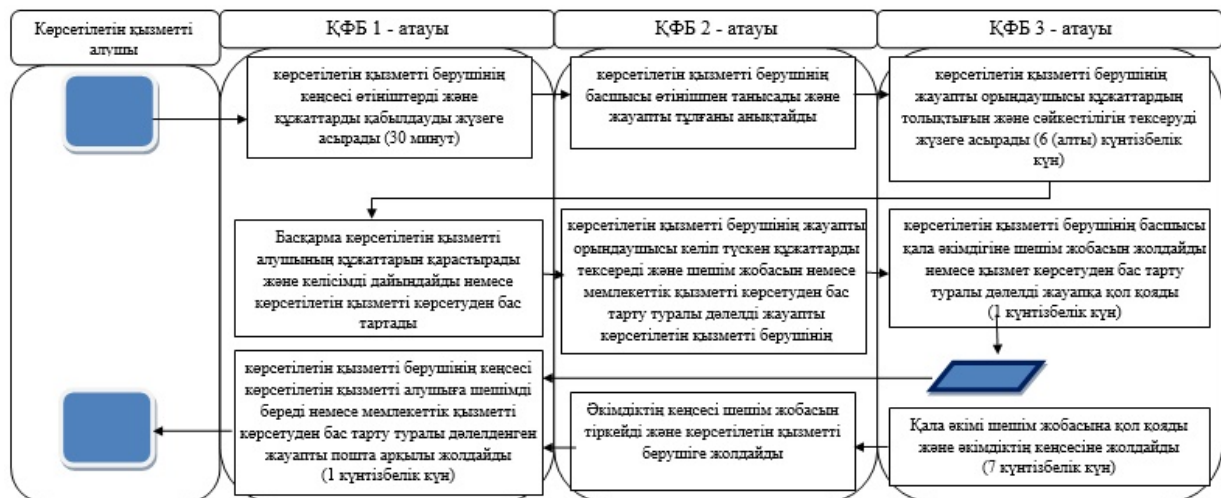 Көрсетілетін қызметті
алушы
ҚФБ 1 - атауы
ҚФБ 2 - атауы
ҚФБ 3 - атауы
көрсетілетін қызметті берушінің
кеңсесі өтініштерді және
құжаттарды қабылдауды жүзеге
асырады (30 минут)
көрсетілетін қызметті берушінің
басшысы өтінішпен танысады және
жауапты тұлғаны анықтайды
көрсетілетін қызметті берушінің
жауапты орындаушысы құжаттардың
толықтығын және сәйкестілігін тексеруді
жүзеге асырады (6 (алты) күнтізбелік
күн)
Басқарма көрсетілетін қызметті
алушының құжаттарын қарастырады
және келісімді дайындайды немесе
көрсетілетін қызметті көрсетуден бас
тартады
көрсетілетін қызметті берушінің жауапты
орындаушысы келіп түскен құжаттарды
тексереді және шешім жобасын немесе
мемлекеттік қызметті көрсетуден бас
тарту туралы дәлелді жауапты
көрсетілетін қызметті берушінің
көрсетілетін қызметті берушінің басшысы
қала әкімдігіне шешім жобасын жолдайды
немесе қызмет көрсетуден бас тарту
туралы дәлелді жауапқа қол қояды
(1 күнтізбелік күн)
көрсетілетін қызметті берушінің кеңсесі
көрсетілетін қызметті алушыға шешімді
береді немесе мемлекеттік қызметті
көрсетуден бас тарту туралы дәлелденген
жауапты пошта арқылы жолдайды
(1 күнтізбелік күн)
Әкімдіктің кеңсесі шешім жобасын
тіркейді және көрсетілетін қызметті
берушіге жолдайды
Қала әкімі шешім жобасына қол қояды
және әкімдіктің кеңсесіне жолдайды
(7 күнтізбелік күн)